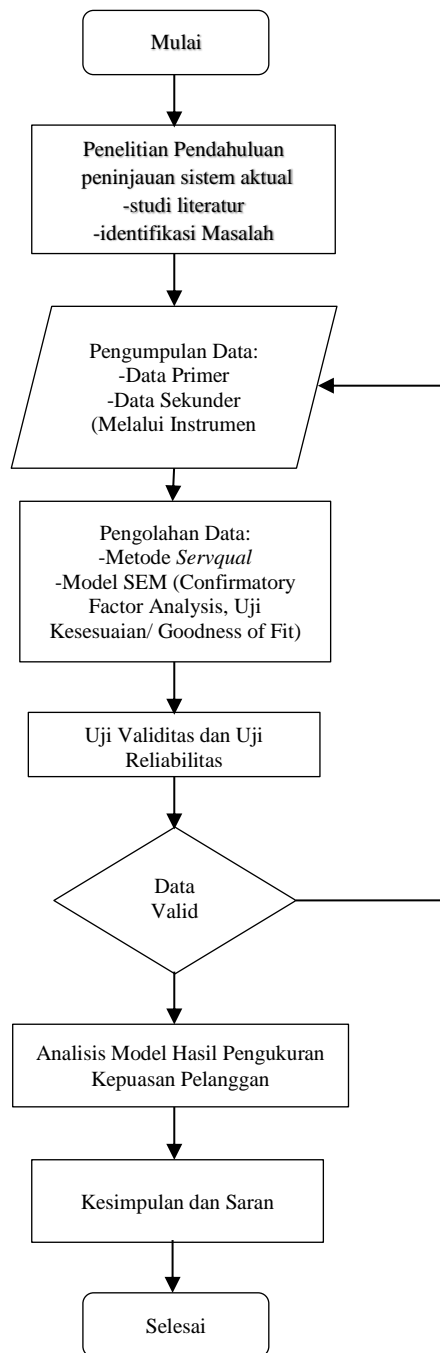 Mulai
Penelitian Pendahuluan
peninjauan sistem aktual
-studi literatur
-identifikasi Masalah
Pengumpulan Data:
-Data Primer
-Data Sekunder
(Melalui Instrumen
Pengolahan Data:
-Metode Servqual
-Model SEM (Confirmatory
Factor Analysis, Uji
Kesesuaian/ Goodness of Fit)
Uji Validitas dan Uji
Reliabilitas
Data
Valid
Analisis Model Hasil Pengukuran
Kepuasan Pelanggan
Kesimpulan dan Saran
Selesai